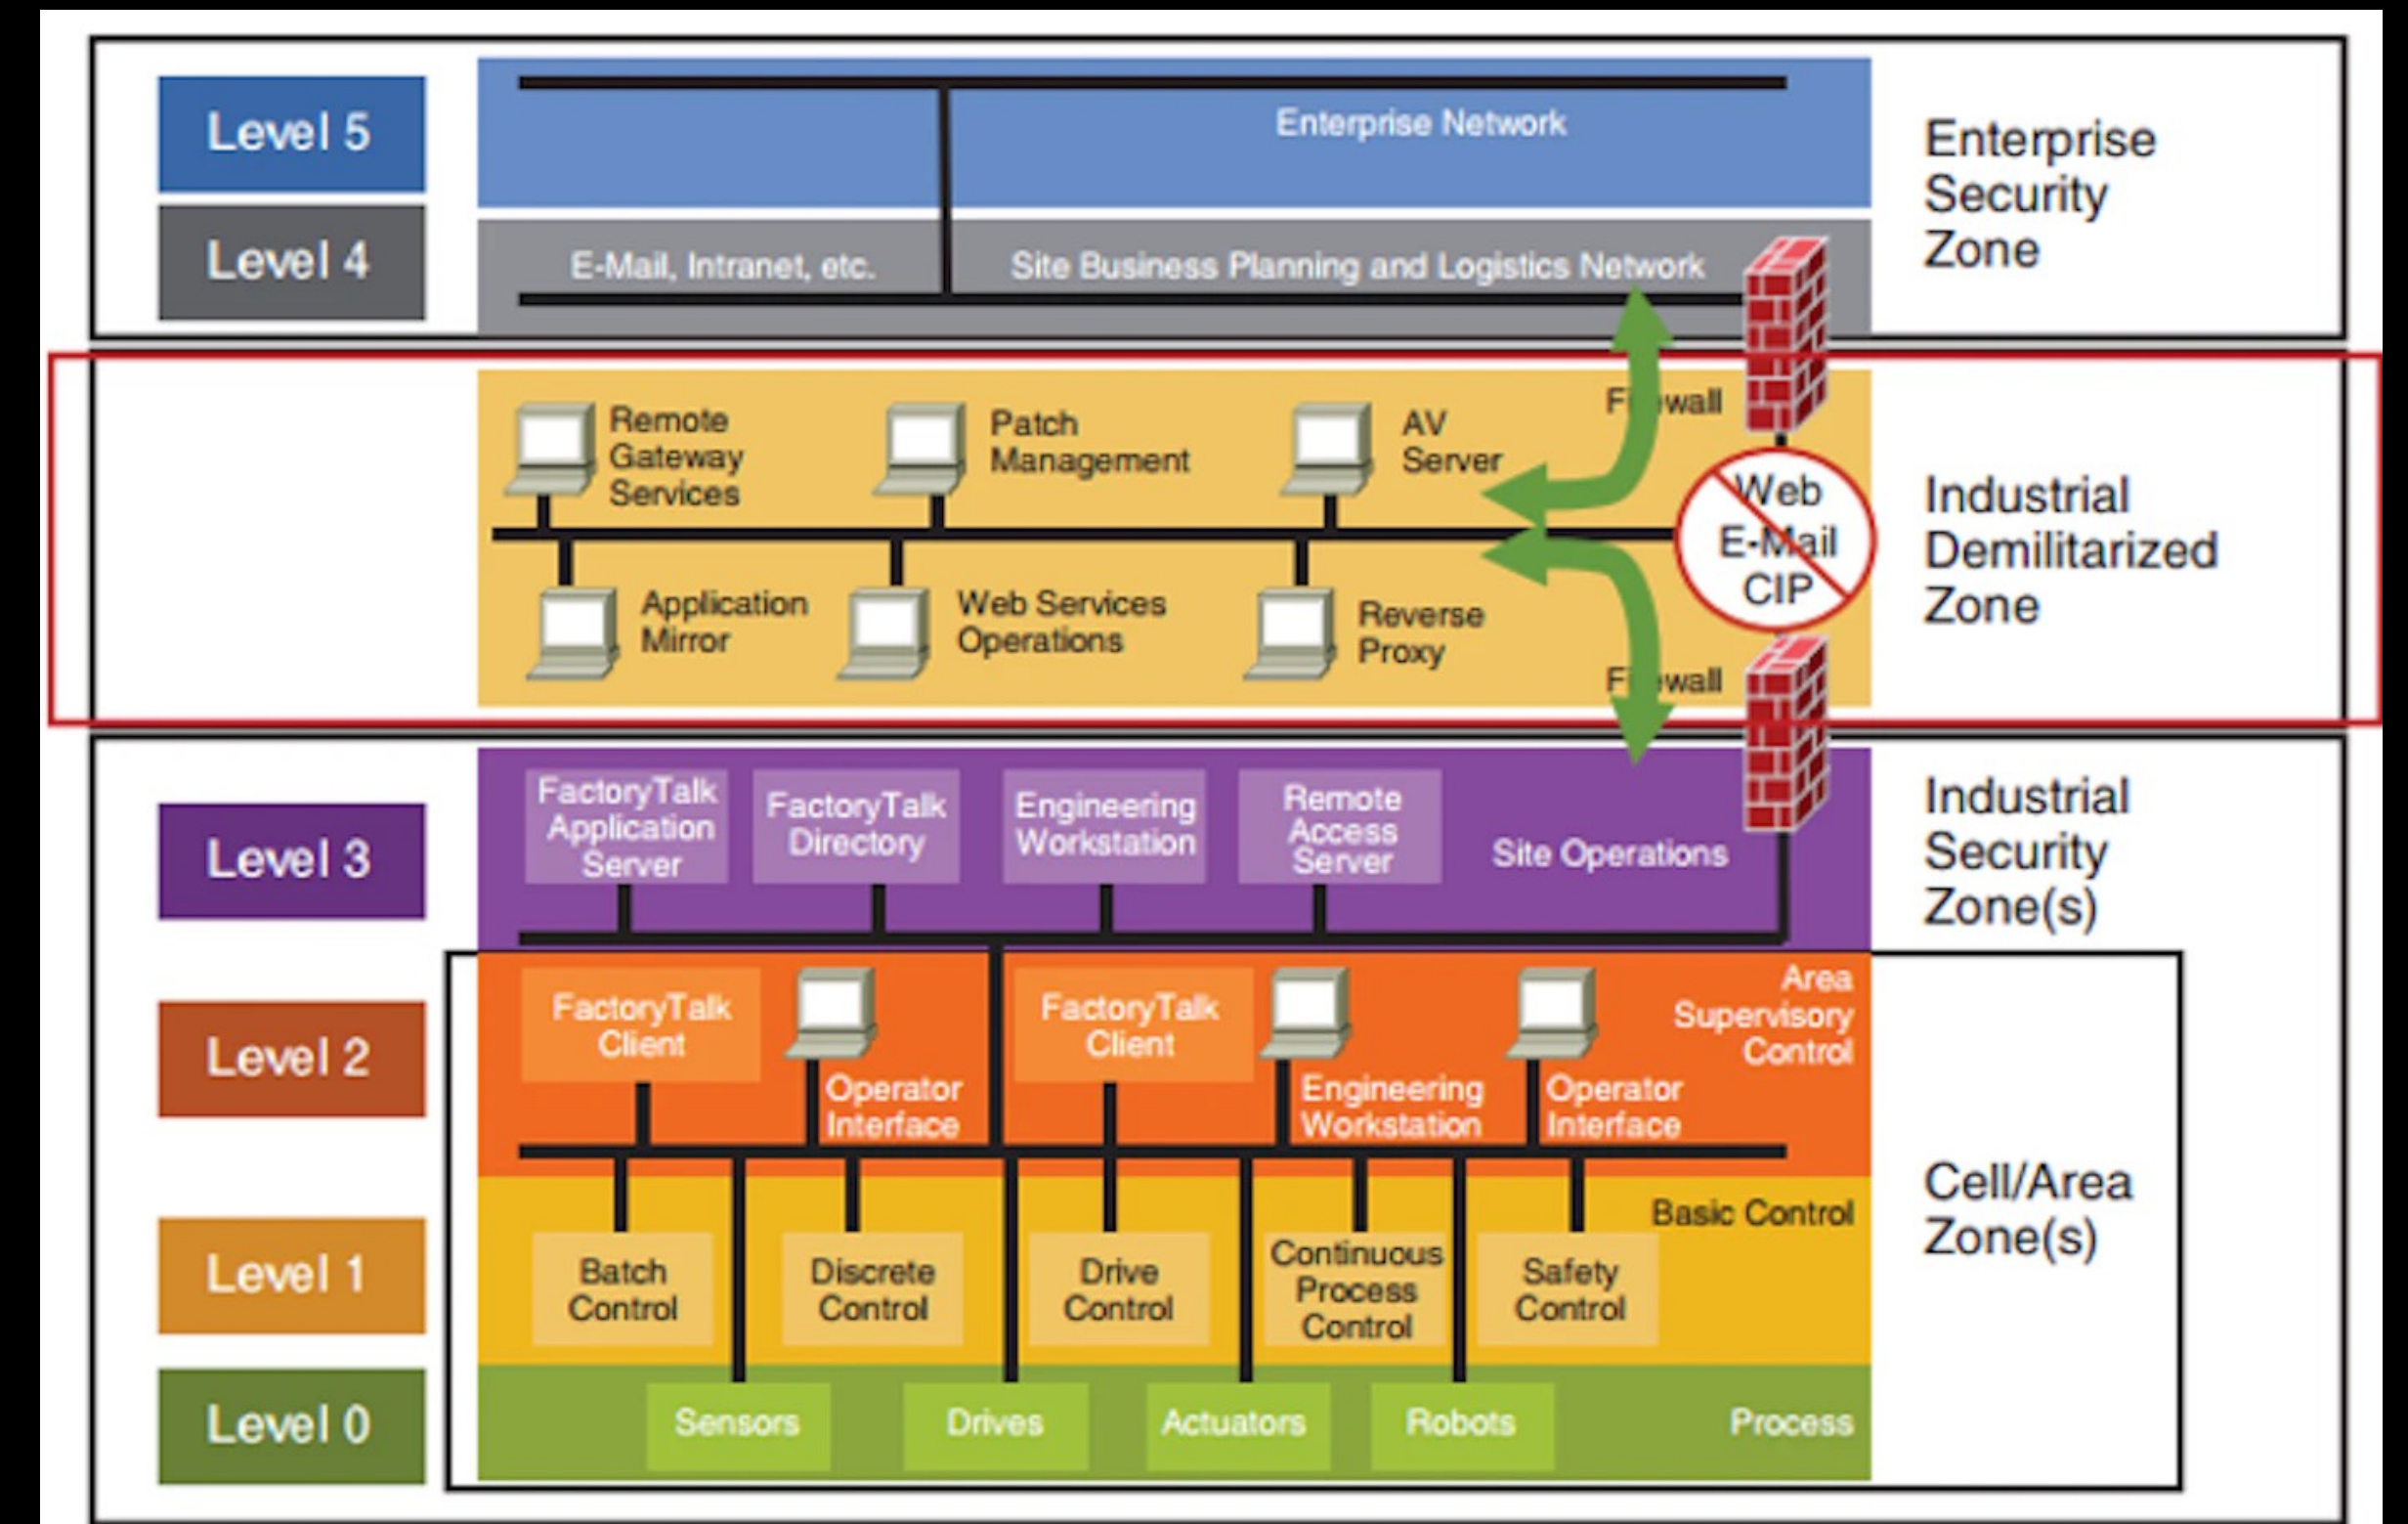 Level 5
Enterprise Network
Enterprise
Security
Zone
Level 4
E-Mail, Intranet, etc.
Site Business Planning and Logistics Network
Remote
Gateway
Services
Patch
Management
AV
Server
Web
E-Mail
CIP
Industrial
Demilitarized
Zone
Application
Mirror
Web Services
Operations
Reverse
Proxy
Level 3
FactoryTalk
Application
Server
FactoryTalk
Directory
Engineering
Workstation
Remote
Access
Server
Site Operations
Industrial
Security
Zone(s)
Level 2
FactoryTalk
Client
Operator
Interface
FactoryTalk
Client
Engineering
Workstation
Operator
Interface
Area
Supervisory
Control
Level 1
Basic Control
Batch
Control
Discrete
Control
Drive
Control
Continuous
Process
Control
Safety
Control
Cell/Area
Zone(s)
Level 0
Sensors
Drives
Actuators
Robots
Process